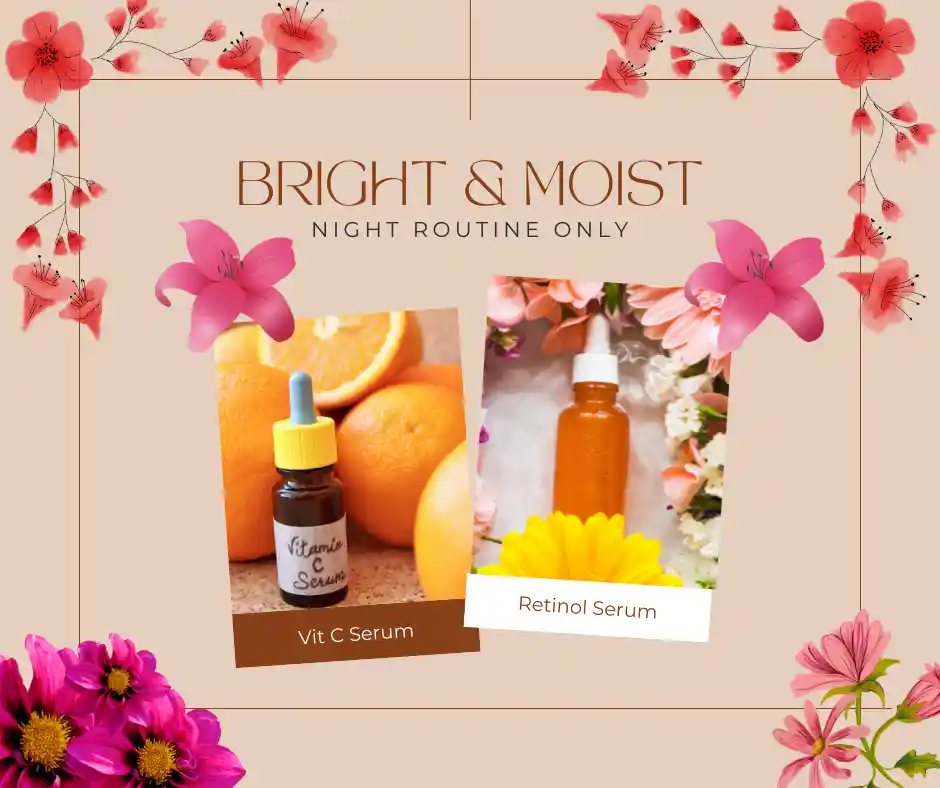 BRIGHT & MOIST
NIGHT ROUTINE ONLY
Vitamin
C
Serum
Vit C Serum
Retinol Serum